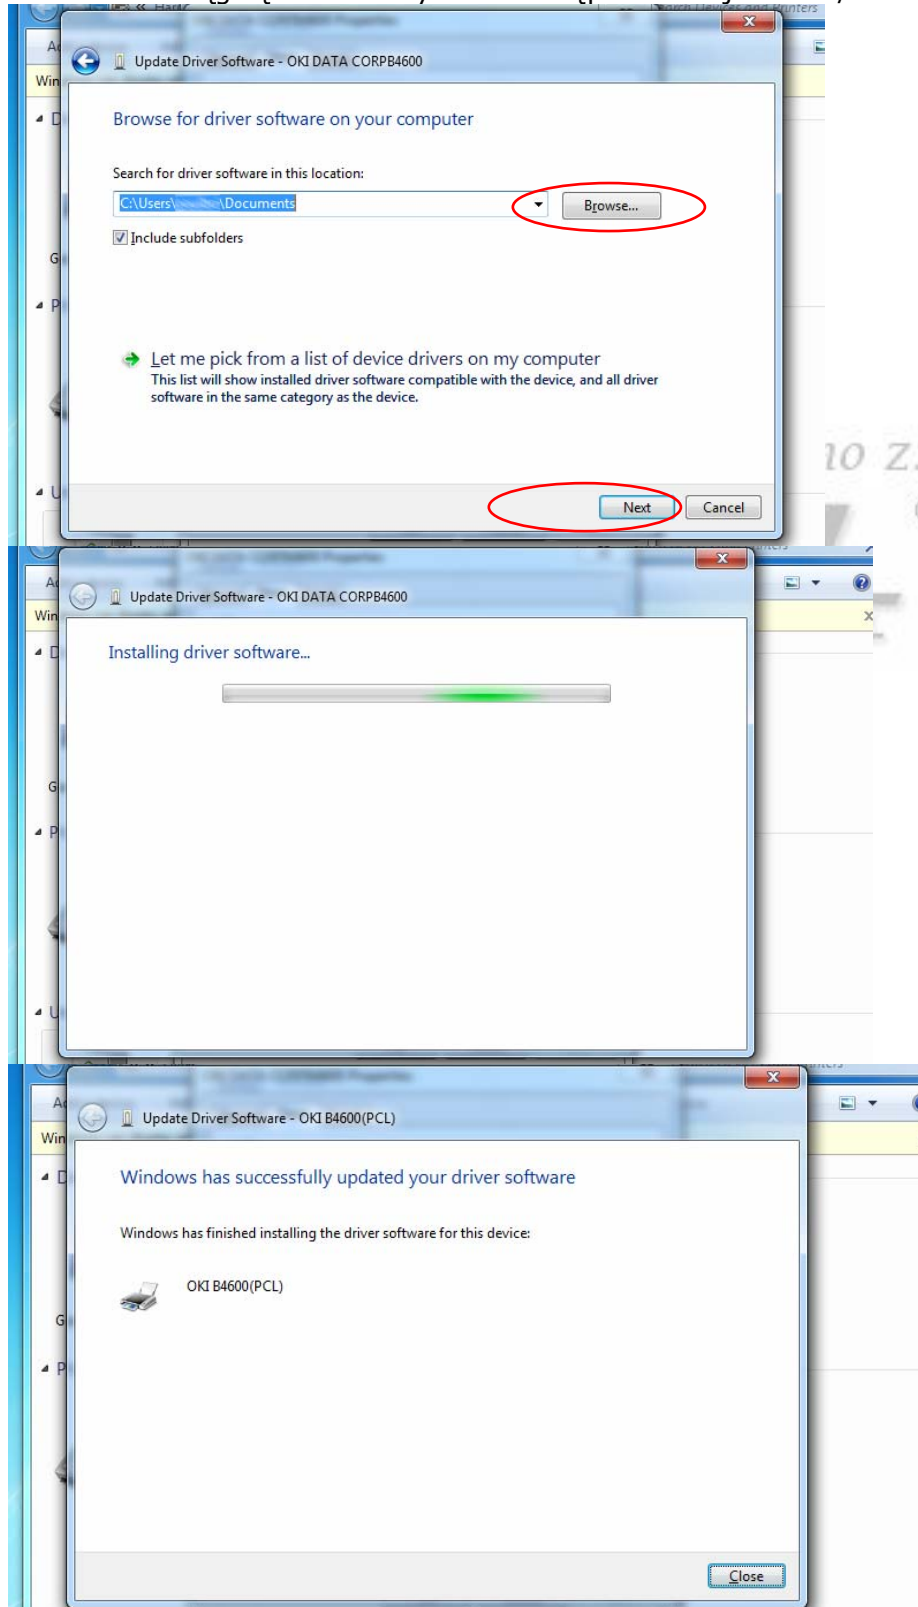 Update Driver Software - OKI DATA CORPB4600
Win
Browse for driver software on your computer
Search for driver software in this location:
C:\Users\ \Documents
Browse...
Include subfolders
Let me pick from a list of device drivers on my computer
This list will show installed driver software compatible with the device, and all driver
software in the same category as the device.
Next
Cancel
Update Driver Software - OKI DATA CORPB4600
Win
Installing driver software...
Update Driver Software - OKI B4600(PCL)
Win
Windows has successfully updated your driver software
Windows has finished installing the driver software for this device:
OKI B4600(PCL)
Close